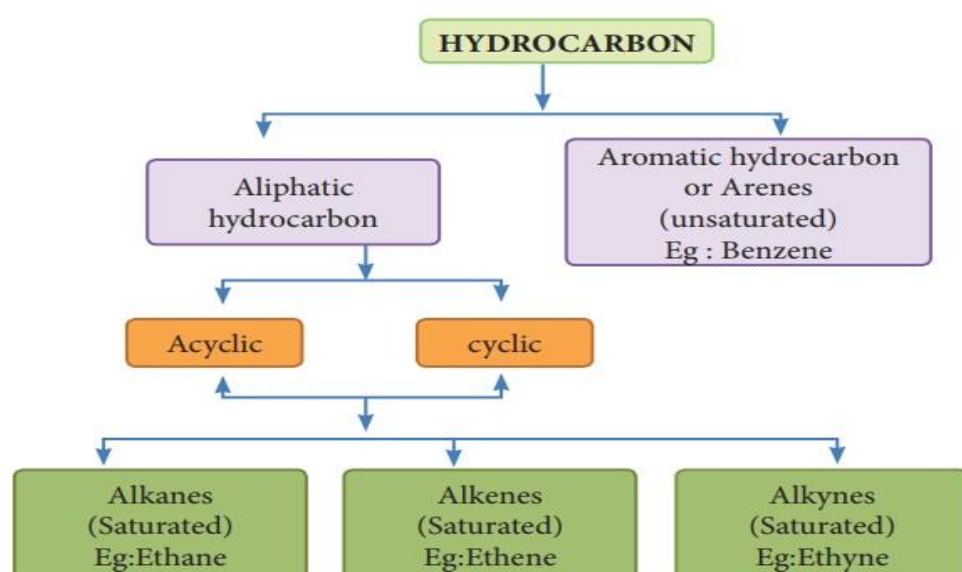 HYDROCARBON
Aliphatic
hydrocarbon
Aromatic hydrocarbon
or Arenes
(unsaturated)
Eg : Benzene
Acyclic
cyclic
Alkanes
(Saturated)
Eg:Ethane
Alkenes
(Saturated)
Eg:Ethene
Alkynes
(Saturated)
Eg:Ethyne